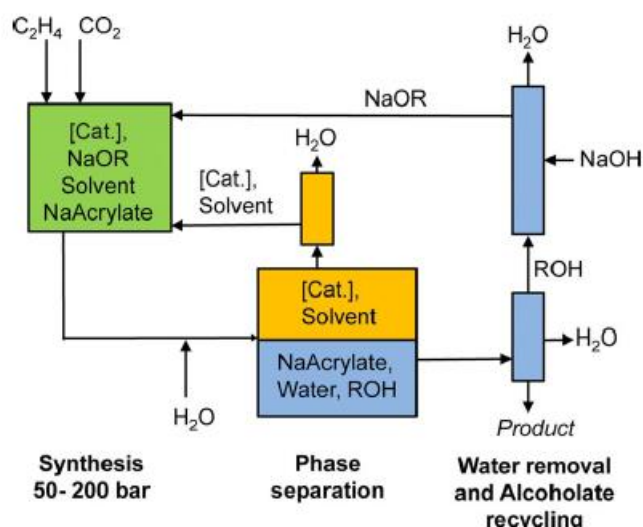 C₂H₄ CO₂
H₂O
NaOR
[Cat.],
NaOR
Solvent
NaAcrylate
H₂O
[Cat.],
Solvent
NaOH
ROH
[Cat.],
Solvent
NaAcrylate,
Water, ROH
H₂O
H₂O
Product
Synthesis
50- 200 bar
Phase
separation
Water removal
and Alcoholate
recycling